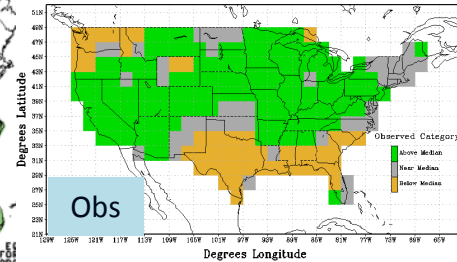 51N
49N
47N
45N
43N
41N
39N
37N
35N
33N
31N
29N
27N
25N
23N
21N
Degrees Latitude
Observed Category
Above Median
Near Median
Below Median
Obs
129W 125W 121W 117W 113W 109W 105W 101W 97W 93W 89W 85W 81W 77W 73W 69W 65W
Degrees Longitude